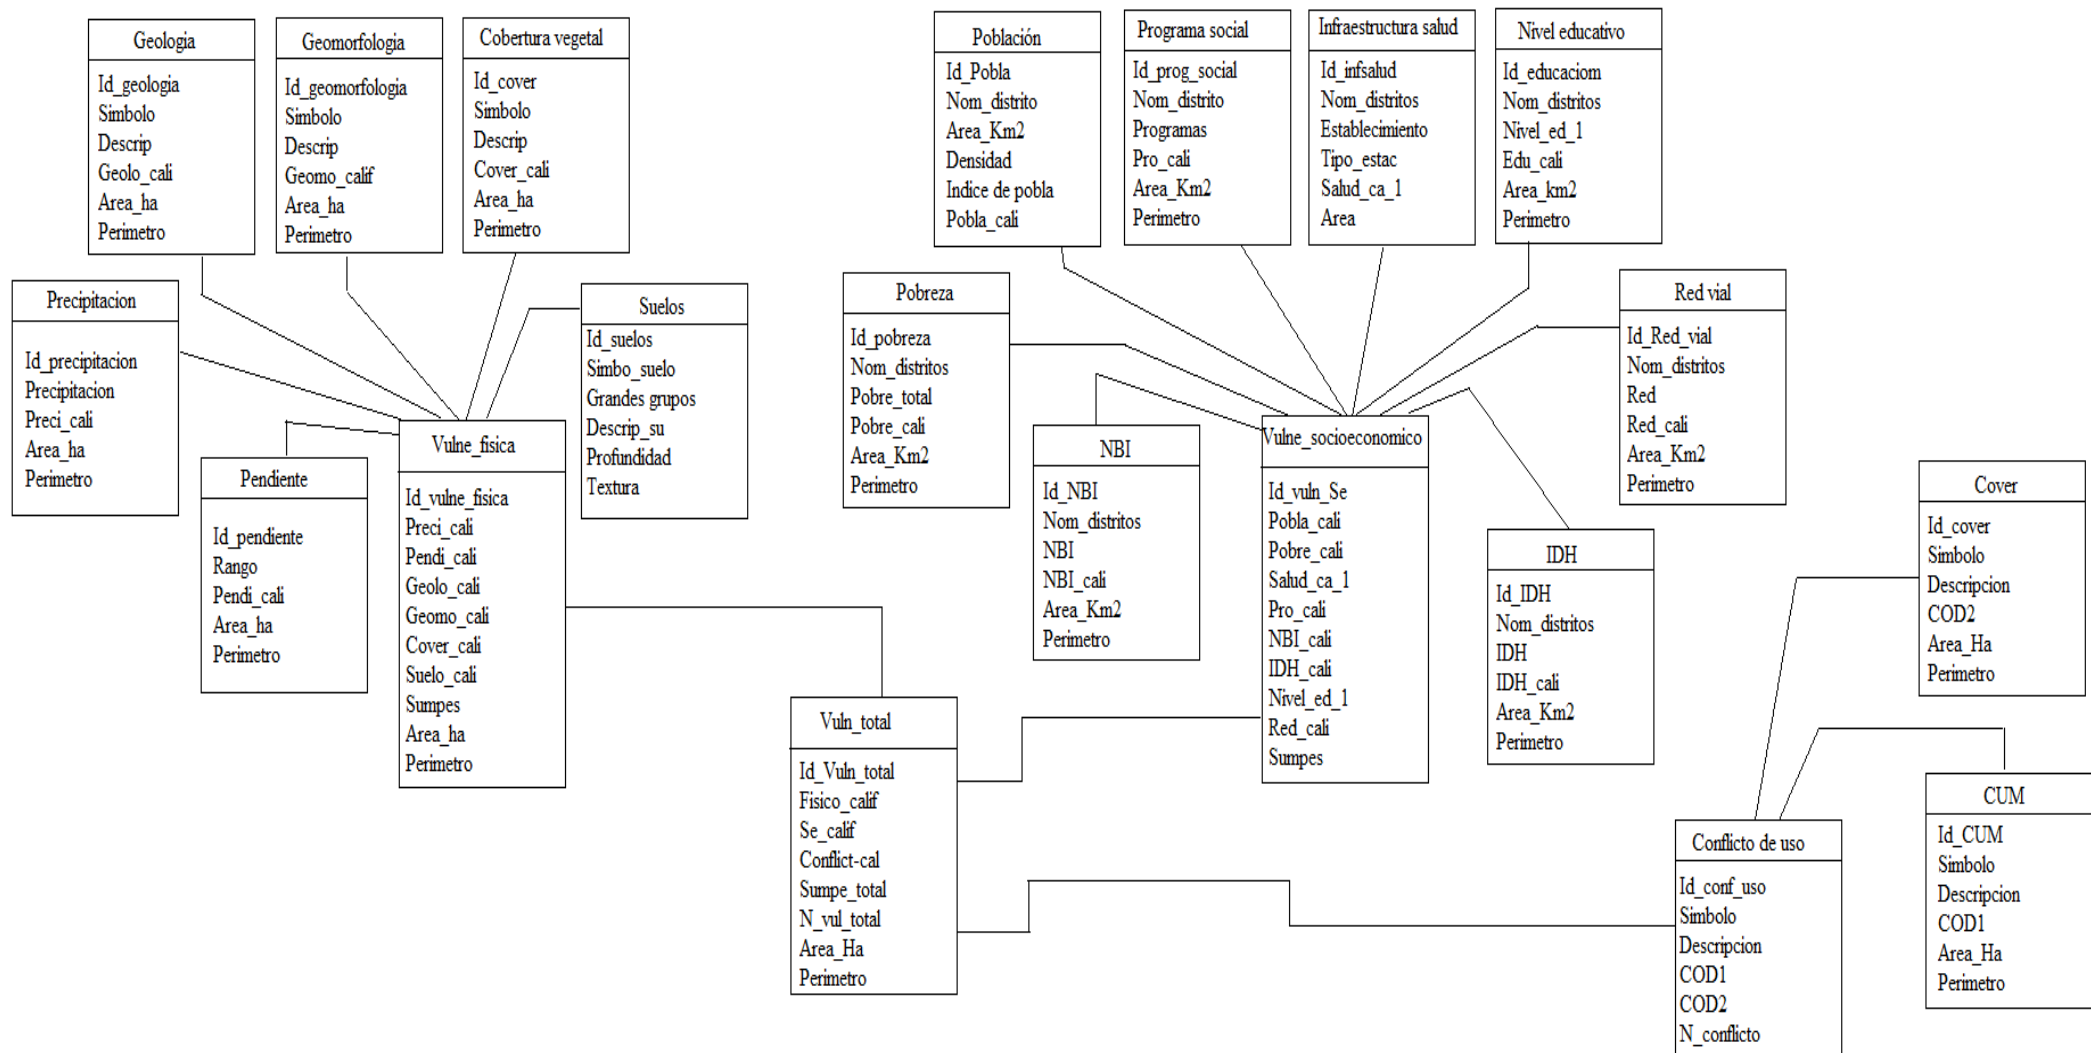 Geologia
Id_geologia
Simbolo
Descrip
Geolo_cali
Area_ha
Perimetro
Geomorfologia
Id_geomorfologia
Simbolo
Descrip
Geomo_calif
Area_ha
Perimetro
Cobertura vegetal
Id_cover
Simbolo
Descrip
Cover_cali
Area_ha
Perimetro
Población
Id_Pobla
Nom_distrito
Area_Km2
Densidad
Indice de pobla
Pobla_cali
Programa social
Id_prog_social
Nom_distrito
Programas
Pro_cali
Area_Km2
Perimetro
Infraestructura salud
Id_infsalud
Nom_distritos
Establecimiento
Tipo_estac
Salud_ca_1
Area
Nivel educativo
Id_educaciom
Nom_distritos
Nivel_ed_1
Edu_cali
Area_km2
Perimetro
Precipitacion
Id_precipitacion
Precipitacion
Preci_cali
Area_ha
Perimetro
Suelos
Id_suelos
Simbo_suelo
Grandes grupos
Descrip_su
Profundidad
Textura
Pobreza
Id_pobreza
Nom_distritos
Pobre_total
Pobre_cali
Area_Km2
Perimetro
Red vial
Id_Red_vial
Nom_distritos
Red
Red_cali
Area_Km2
Perimetro
Pendiente
Id_pendiente
Rango
Pendi_cali
Area_ha
Perimetro
Vulne_fisica
Id_vulne_fisica
Preci_cali
Pendi_cali
Geolo_cali
Geomo_cali
Cover_cali
Suelo_cali
Sumpes
Area_ha
Perimetro
NBI
Id_NBI
Nom_distritos
NBI
NBI_cali
Area_Km2
Perimetro
Vulne_socioeconomico
Id_vuln_Se
Pobla_cali
Pobre_cali
Salud_ca_1
Pro_cali
NBI_cali
IDH_cali
Nivel_ed_1
Red_cali
Sumpes
IDH
Id_IDH
Nom_distritos
IDH
IDH_cali
Area_Km2
Perimetro
Cover
Id_cover
Simbolo
Descripcion
COD2
Area_Ha
Perimetro
Vuln_total
Id_Vuln_total
Fisico_calif
Se_calif
Conflict-cal
Sumpe_total
N_vul_total
Area_Ha
Perimetro
Conflicto de uso
Id_conf_uso
Simbolo
Descripcion
COD1
COD2
N_conflicto
CUM
Id_CUM
Simbolo
Descripcion
COD1
Area_Ha
Perimetro